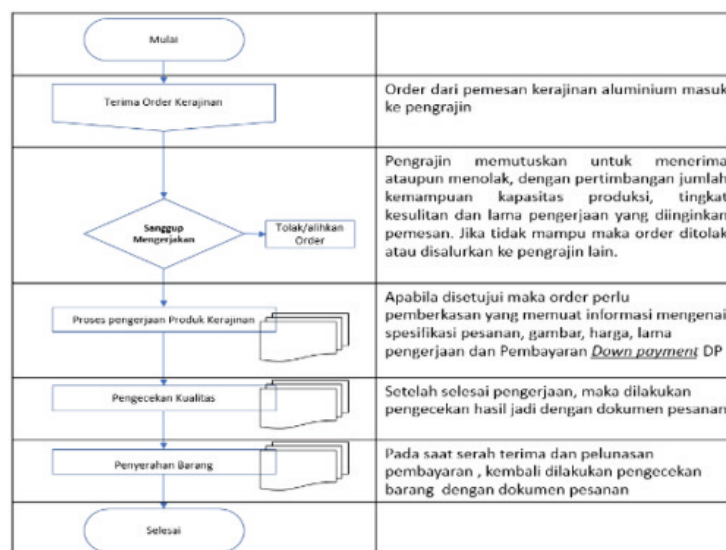 Mulai
Terima Order Kerajinan
Order dari pemesan kerajinan aluminium masuk
ke pengrajin
Sanggup
Mengerjakan
Tolak/alihkan
Order
Pengrajin memutuskan untuk menerima
ataupun menolak, dengan pertimbangan jumlah
kemampuan kapasitas produksi, tingkat
kesulitan dan lama pengerjaan yang diinginkan
pemesan. Jika tidak mampu maka order ditolak
atau disalurkan ke pengrajin lain.
Proses pengerjaan Produk Kerajinan
Apabila disetujui maka order perlu
pemberkasan yang memuat informasi mengenai
spesifikasi pesanan, gambar, harga, lama
pengerjaan dan Pembayaran Down payment DP
Pengecekan Kualitas
Setelah selesai pengerjaan, maka dilakukan
pengecekan hasil jadi dengan dokumen pesanan
Penyerahan Barang
Pada saat serah terima dan pelunasan
pembayaran , kembali dilakukan pengecekan
barang dengan dokumen pesanan
Selesai